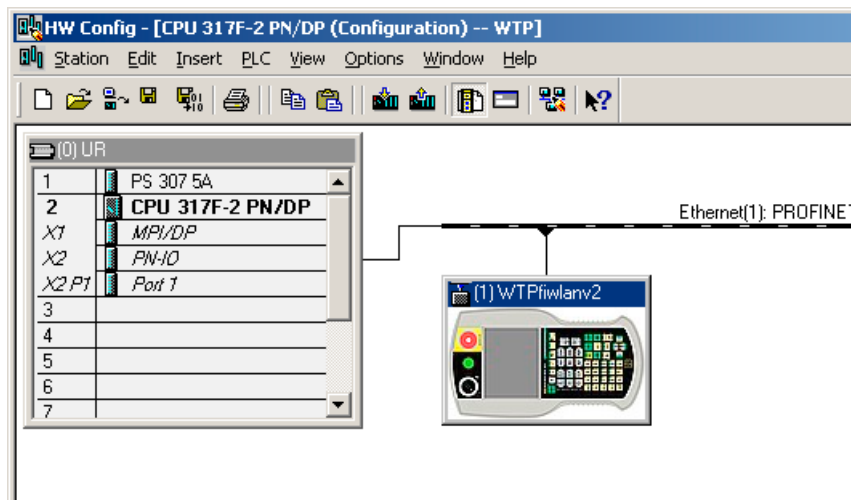 HW Config - [CPU 317F-2 PN/DP (Configuration) -- WTP]
Station Edit Insert PLC View Options Window Help
(0) UR
1 PS 307 5A
2 CPU 317F-2 PN/DP
X1 MPI/DP
X2 PN-IO
X2 P1 Port 1
3
4
5
6
7
Ethernet(1): PROFINET
(1) WTPfiwlanv2